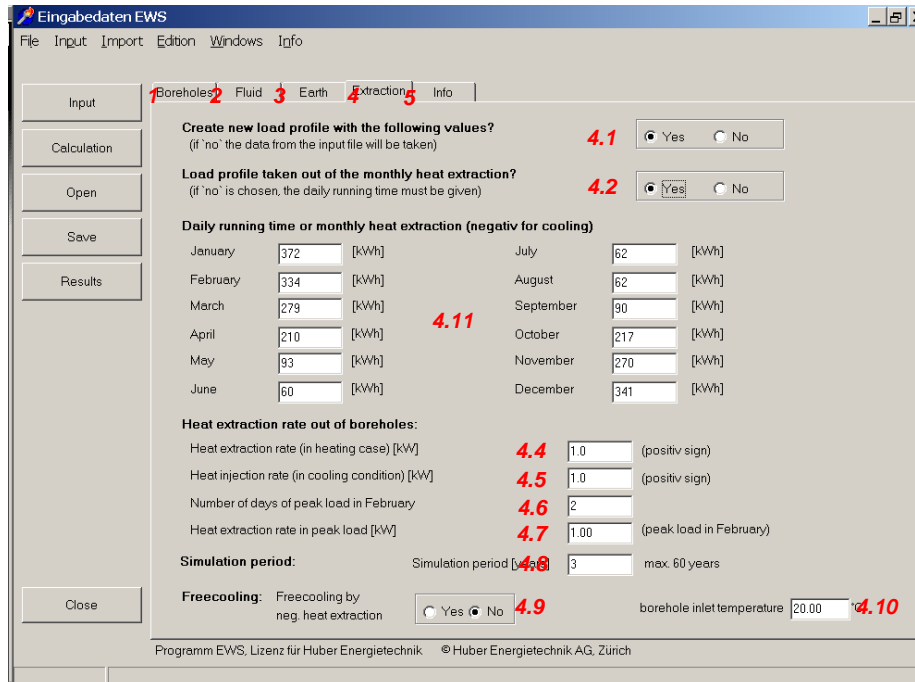 Eingabedaten EWS
File Input Import Edition Windows Info
1 Boreholes 2 Fluid 3 Earth 4 Extraction 5 Info
Input
Calculation
Open
Save
Results
Close
Create new load profile with the following values?
(if `no` the data from the input file will be taken)
4.1 Yes No
Load profile taken out of the monthly heat extraction?
(if `no` is chosen, the daily running time must be given)
4.2 Yes No
Daily running time or monthly heat extraction (negativ for cooling)
January 372 [kWh] July 62 [kWh]
February 334 [kWh] August 62 [kWh]
March 279 [kWh] September 90 [kWh]
4.11
April 210 [kWh] October 217 [kWh]
May 93 [kWh] November 270 [kWh]
June 60 [kWh] December 341 [kWh]
Heat extraction rate out of boreholes:
Heat extraction rate (in heating case) [kW] 4.4 1.0 (positiv sign)
Heat injection rate (in cooling condition) [kW] 4.5 1.0 (positiv sign)
Number of days of peak load in February 4.6 2
Heat extraction rate in peak load [kW] 4.7 1.00 (peak load in February)
Simulation period: Simulation period [years] 4.8 3 max. 60 years
Freecooling: Freecooling by
neg. heat extraction Yes No 4.9 borehole inlet temperature 20.00 °C 4.10
Programm EWS, Lizenz für Huber Energietechnik © Huber Energietechnik AG, Zürich